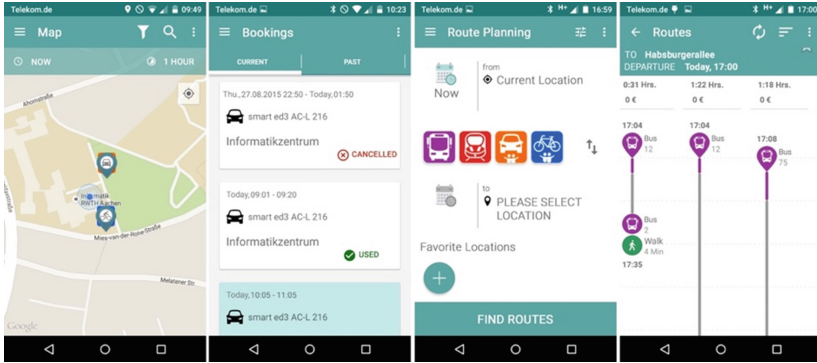 Telekom.de
09:49
Map
NOW
1 HOUR
Ahornstraße
Informatik
RWTH Aachen
Mies-van-der-Rohe-Straße
Melatener Str.
Google
Telekom.de
10:23
Bookings
CURRENT
PAST
Thu.,27.08.2015 22:50 - Today,01:50
smart ed3 AC-L 216
Informatikzentrum
CANCELLED
Today,09:01 - 09:20
smart ed3 AC-L 216
Informatikzentrum
USED
Today,10:05 - 11:05
smart ed3 AC-L 216
Telekom.de
H+
16:59
Route Planning
from
Current Location
Now
to
PLEASE SELECT
LOCATION
Favorite Locations
FIND ROUTES
Telekom.de
H+
17:00
Routes
TO Habsburgerallee
DEPARTURE Today, 17:00
0:31 Hrs.
1:22 Hrs.
1:18 Hrs.
0 €
0 €
0 €
17:04
Bus
12
Bus
2
Walk
4 Min
17:35
17:04
Bus
12
17:08
Bus
75